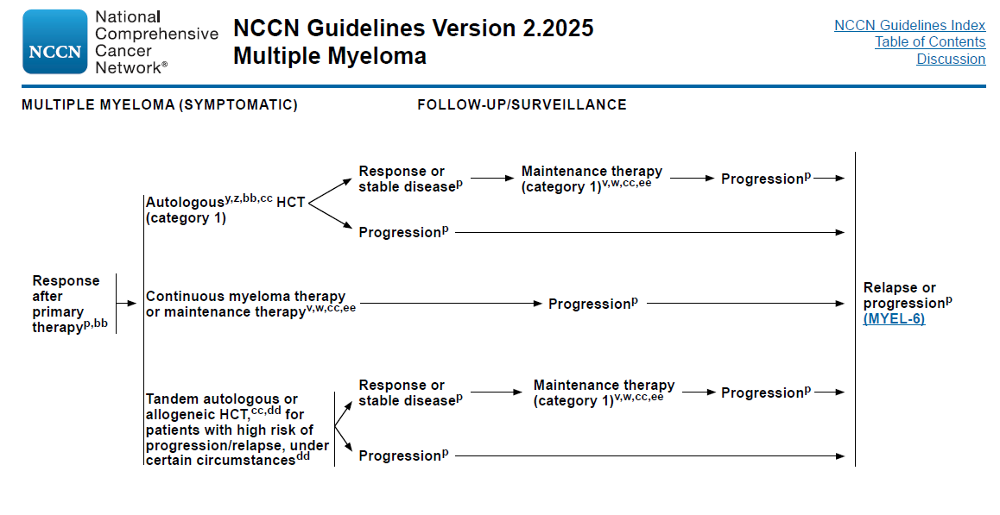 National
Comprehensive
Cancer
Network®
NCCN
NCCN Guidelines Version 2.2025
Multiple Myeloma
NCCN Guidelines Index
Table of Contents
Discussion
MULTIPLE MYELOMA (SYMPTOMATIC)
FOLLOW-UP/SURVEILLANCE
Response
after
primary
therapyp,bb
Autologousy,z,bb,cc HCT
(category 1)
Response or
stable diseasep
Maintenance therapy
(category 1)v,w,cc,ee
Progressionp
Progressionp
Continuous myeloma therapy
or maintenance therapyv,w,cc,ee
Progressionp
Tandem autologous or
allogeneic HCT,cc,dd for
patients with high risk of
progression/relapse, under
certain circumstancesdd
Response or
stable diseasep
Maintenance therapy
(category 1)v,w,cc,ee
Progressionp
Progressionp
Relapse or
progressionp
(MYEL-6)